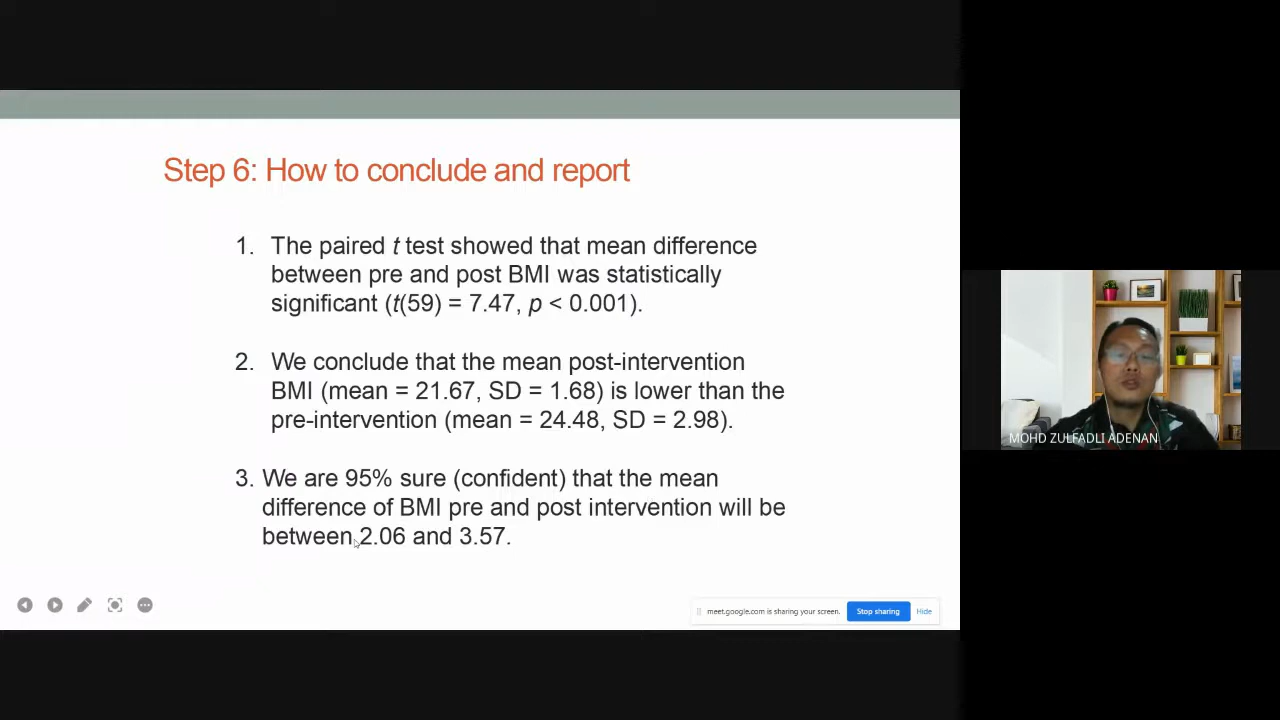 Step 6: How to conclude and report
1. The paired t test showed that mean difference
between pre and post BMI was statistically
significant (t(59) = 7.47, p < 0.001).
2. We conclude that the mean post-intervention
BMI (mean = 21.67, SD = 1.68) is lower than the
pre-intervention (mean = 24.48, SD = 2.98).
3. We are 95% sure (confident) that the mean
difference of BMI pre and post intervention will be
between 2.06 and 3.57.
meet.google.com is sharing your screen.
Stop sharing
Hide
MOHD ZULFADLI ADENAN